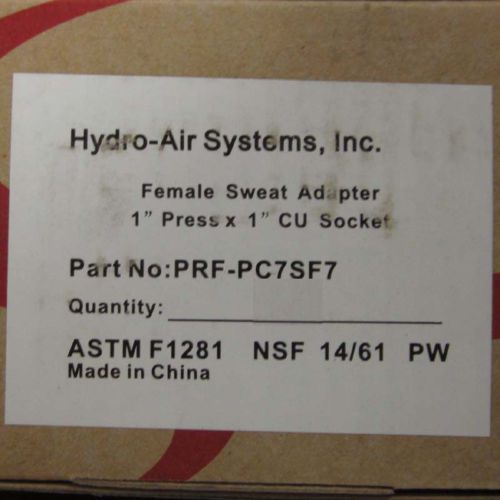 Hydro-Air Systems, Inc.
Female Sweat Adapter
1” Press x 1” CU Socket
Part No:PRF-PC7SF7
Quantity:
ASTM F1281 NSF 14/61 PW
Made in China